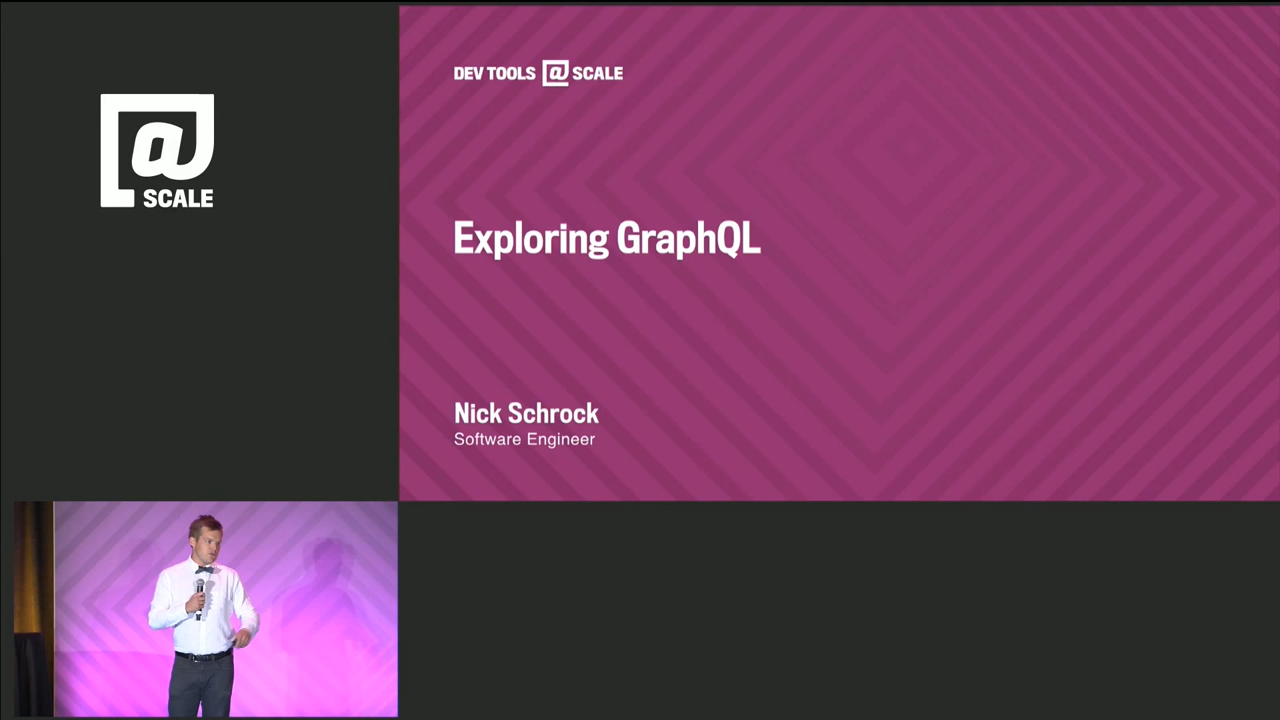 @
SCALE
DEV TOOLS @ SCALE
Exploring GraphQL
Nick Schrock
Software Engineer